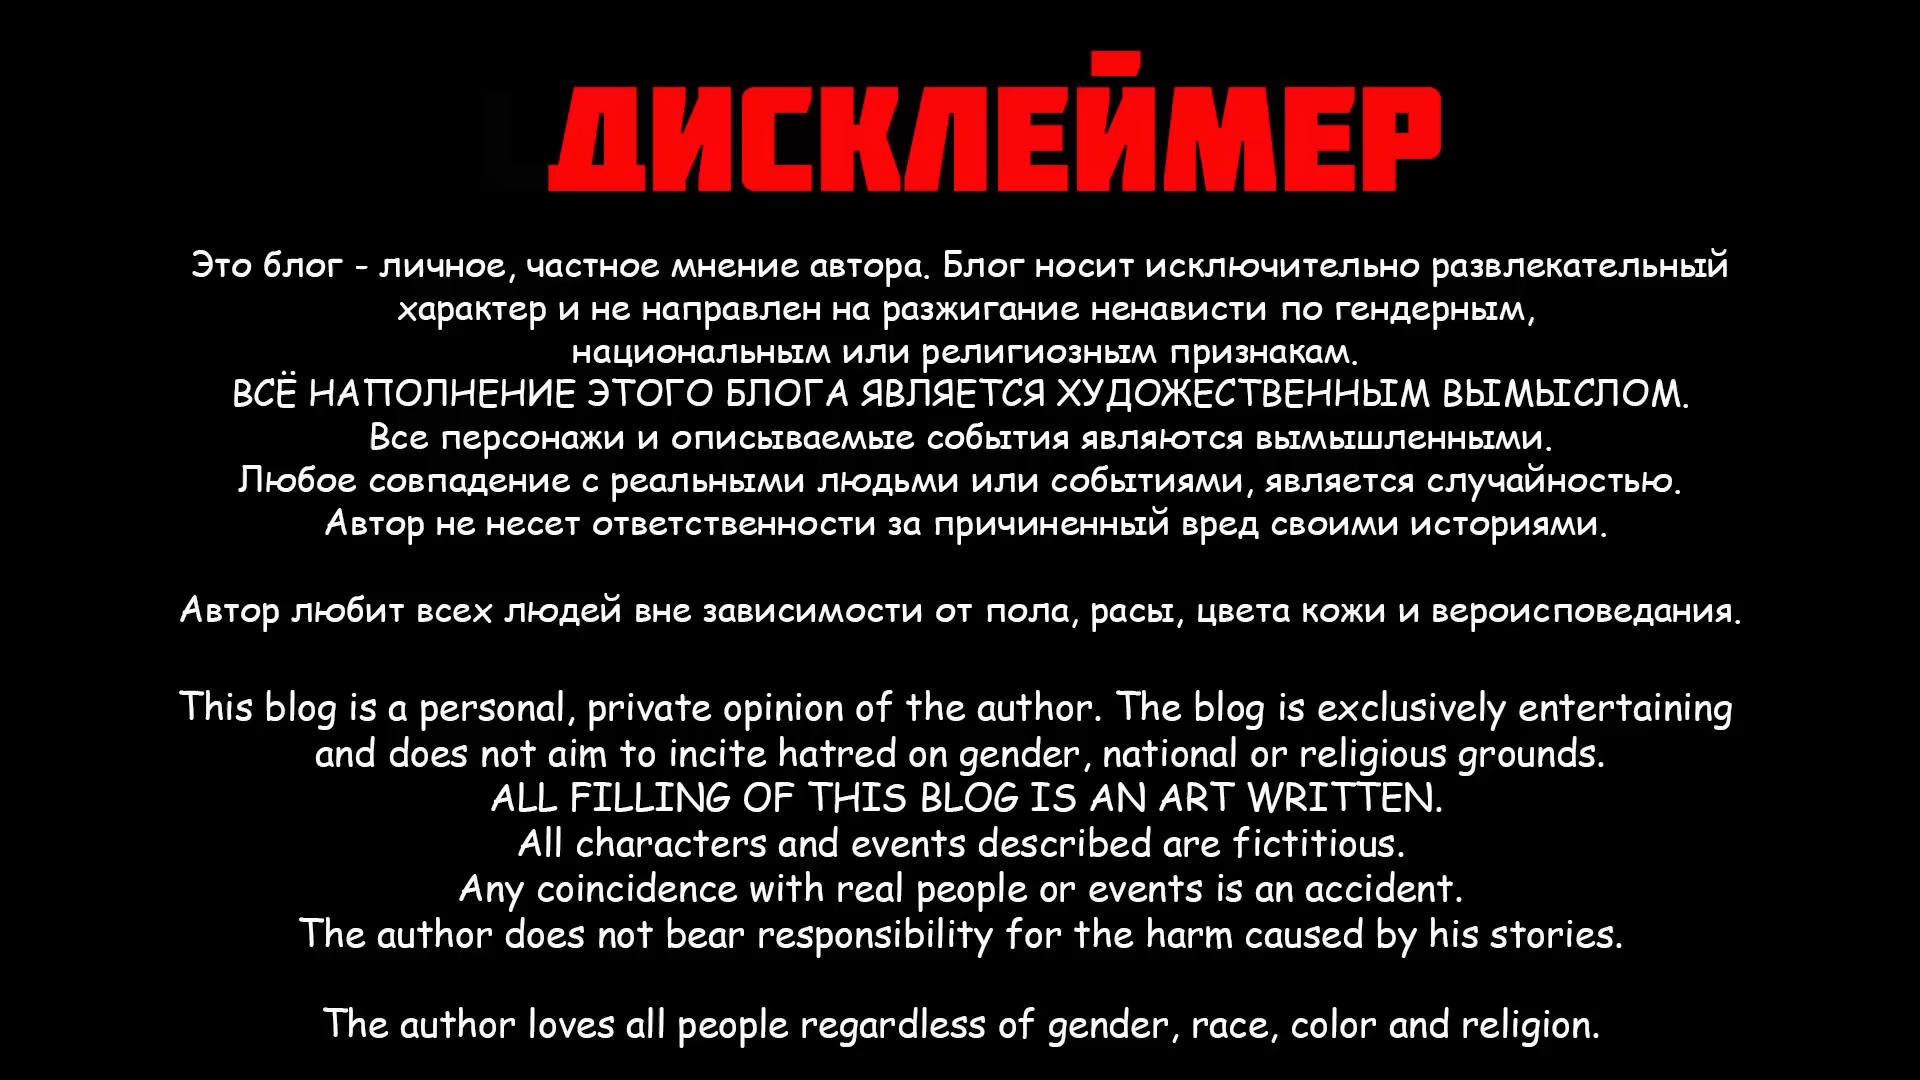 ДИСКЛЕЙМЕР
Это блог - личное, частное мнение автора. Блог носит исключительно развлекательный
характер и не направлен на разжигание ненависти по гендерным,
национальным или религиозным признакам.
ВСЁ НАПОЛНЕНИЕ ЭТОГО БЛОГА ЯВЛЯЕТСЯ ХУДОЖЕСТВЕННЫМ ВЫМЫСЛОМ.
Все персонажи и описываемые события являются вымышленными.
Любое совпадение с реальными людьми или событиями, является случайностью.
Автор не несет ответственности за причиненный вред своими историями.
Автор любит всех людей вне зависимости от пола, расы, цвета кожи и вероисповедания.
This blog is a personal, private opinion of the author. The blog is exclusively entertaining
and does not aim to incite hatred on gender, national or religious grounds.
ALL FILLING OF THIS BLOG IS AN ART WRITTEN.
All characters and events described are fictitious.
Any coincidence with real people or events is an accident.
The author does not bear responsibility for the harm caused by his stories.
The author loves all people regardless of gender, race, color and religion.